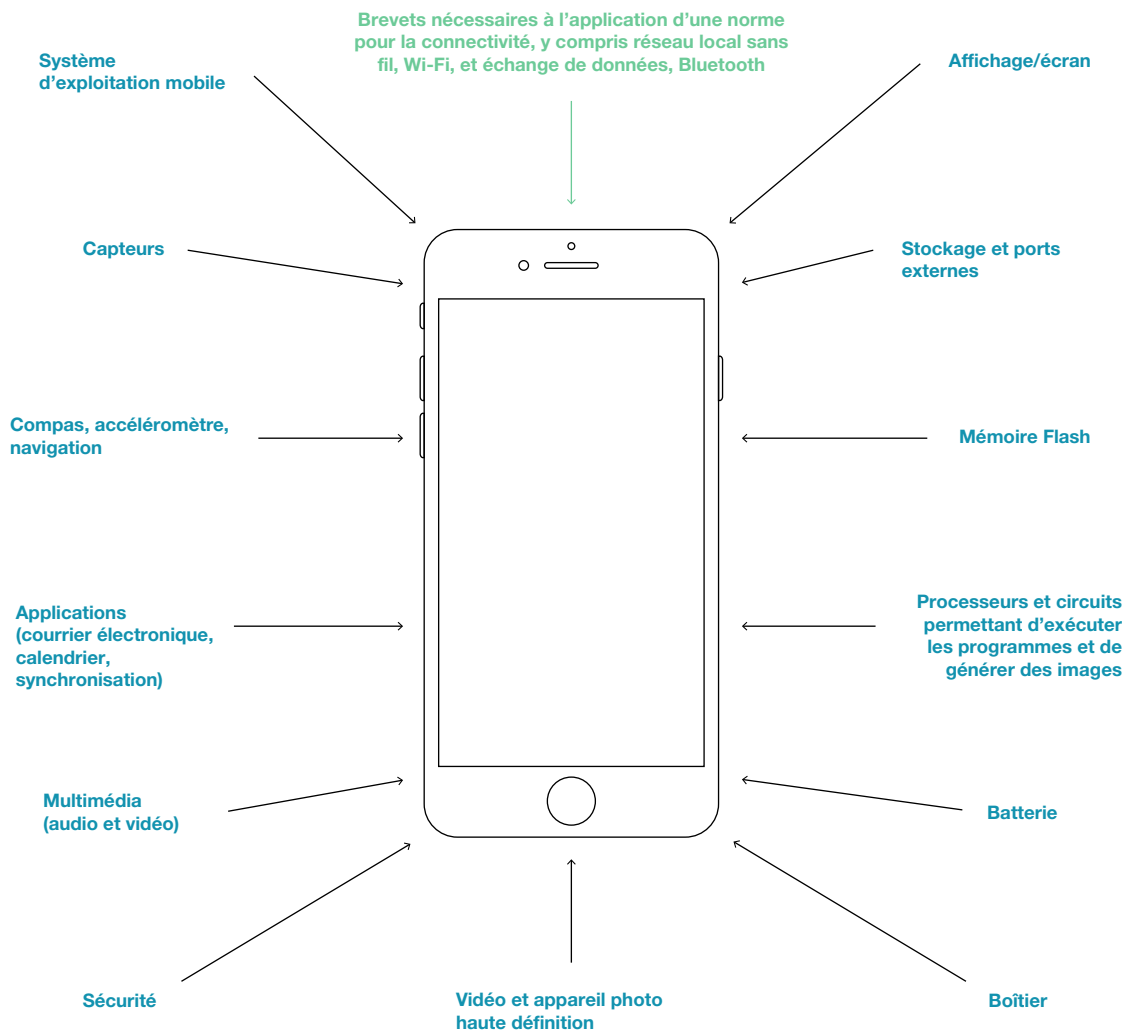 Brevets nécessaires à l’application d’une norme
pour la connectivité, y compris réseau local sans
fil, Wi-Fi, et échange de données, Bluetooth
Système
d’exploitation mobile
Affichage/écran
Capteurs
Stockage et ports
externes
Compas, accéléromètre,
navigation
Mémoire Flash
Applications
(courrier électronique,
calendrier,
synchronisation)
Processeurs et circuits
permettant d’exécuter
les programmes et de
générer des images
Multimédia
(audio et vidéo)
Batterie
Sécurité
Vidéo et appareil photo
haute définition
Boîtier